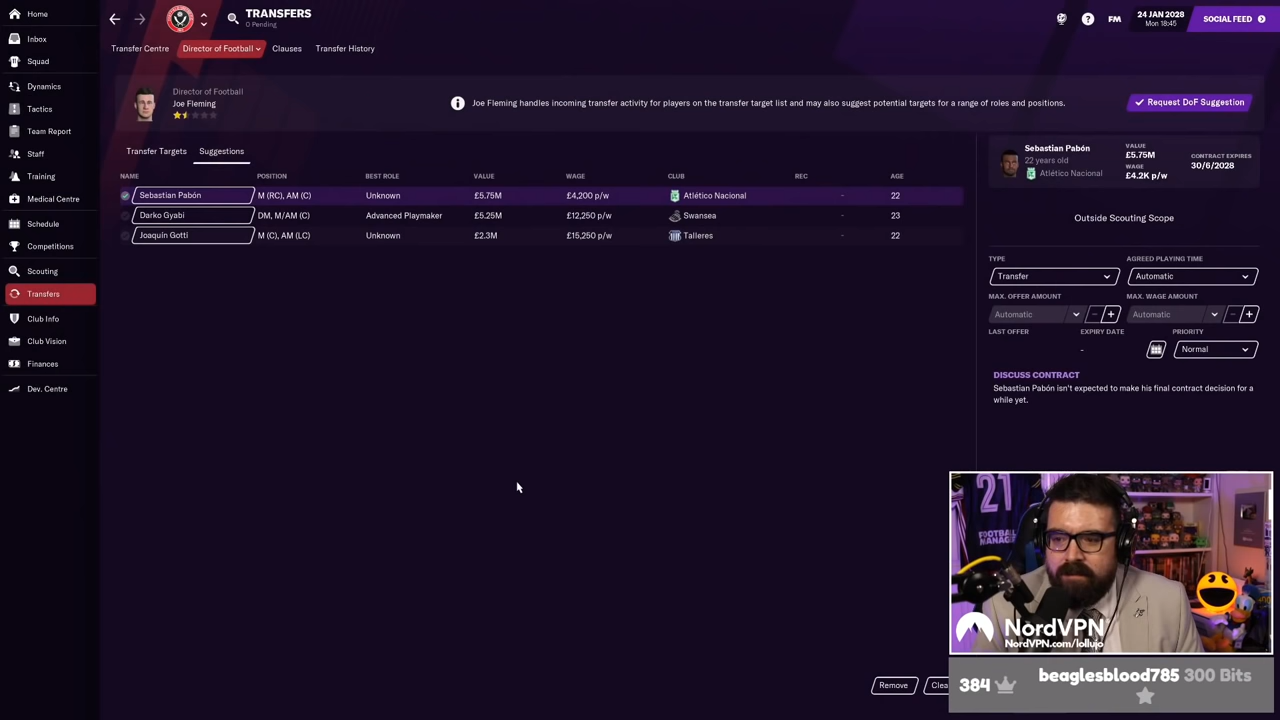 Home
TRANSFERS
0 Pending
24 JAN 2028
Mon 18:45
FM
SOCIAL FEED
Inbox
Squad
Dynamics
Tactics
Team Report
Staff
Training
Medical Centre
Schedule
Competitions
Scouting
Transfers
Club Info
Club Vision
Finances
Dev. Centre
Transfer Centre
Director of Football
Clauses
Transfer History
Director of Football
Joe Fleming
Joe Fleming handles incoming transfer activity for players on the transfer target list and may also suggest potential targets for a range of roles and positions.
Request DoF Suggestion
Transfer Targets
Suggestions
NAME POSITION BEST ROLE VALUE WAGE CLUB REC AGE
Sebastian Pabón M (RC), AM (C) Unknown £5.75M £4,200 p/w Atlético Nacional - 22
Darko Gyabi DM, M/AM (C) Advanced Playmaker £5.25M £12,250 p/w Swansea - 23
Joaquín Gotti M (C), AM (LC) Unknown £2.3M £15,250 p/w Talleres - 22
Sebastian Pabón
22 years old
Atlético Nacional
VALUE
£5.75M
WAGE
£4.2K p/w
CONTRACT EXPIRES
30/6/2028
Outside Scouting Scope
TYPE AGREED PLAYING TIME
Transfer Automatic
MAX. OFFER AMOUNT MAX. WAGE AMOUNT
Automatic - + Automatic - +
LAST OFFER EXPIRY DATE PRIORITY
- Normal
DISCUSS CONTRACT
Sebastian Pabón isn't expected to make his final contract decision for a
while yet.
Remove
21
FOOTBALL
MANAGER
NordVPN
NordVPN.com/lollujo
384
beaglesblood785 300 Bits